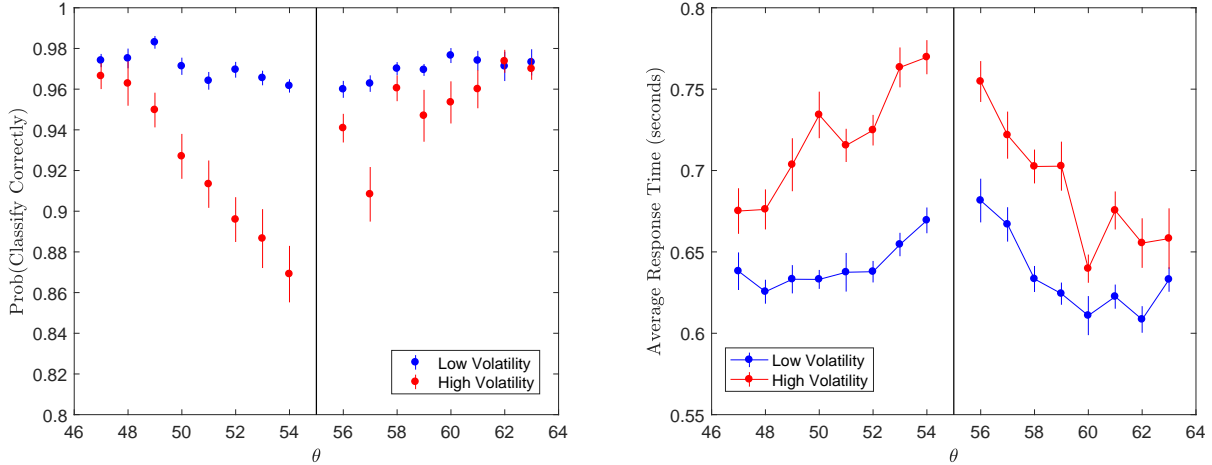 Prob(Classify Correctly)
1
0.98
0.96
0.94
0.92
0.9
0.88
0.86
0.84
0.82
0.8
46 48 50 52 54 56 58 60 62 64
θ
Low Volatility
High Volatility
Average Response Time (seconds)
0.8
0.75
0.7
0.65
0.6
0.55
46 48 50 52 54 56 58 60 62 64
θ
Low Volatility
High Volatility